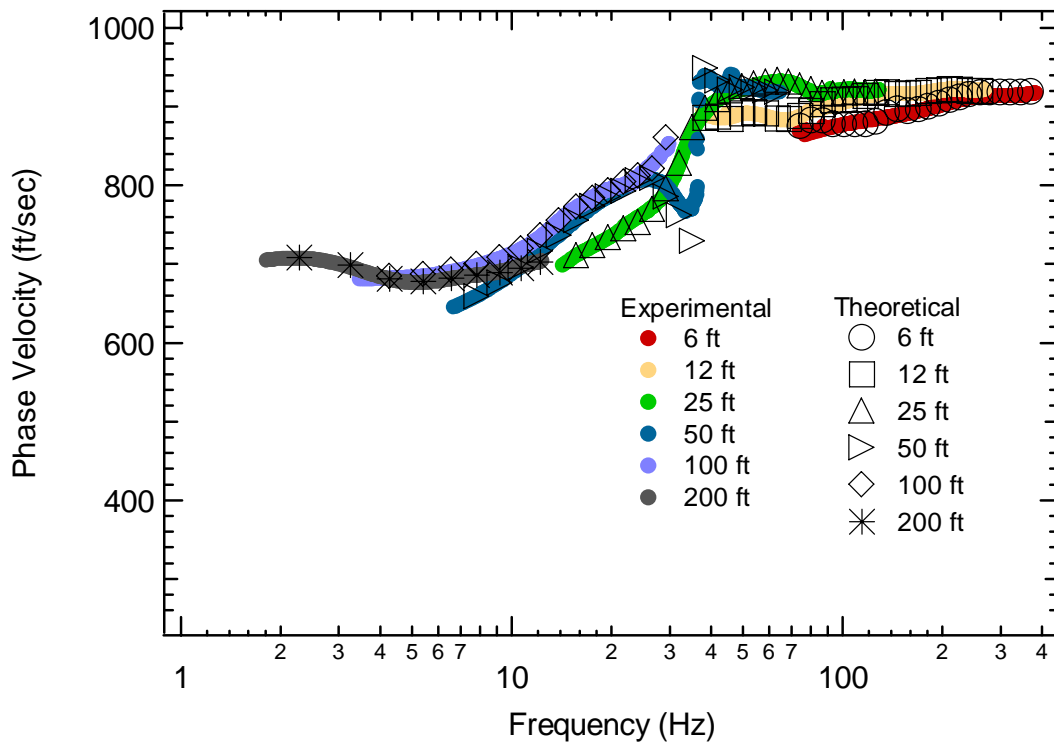 1000
800
600
400
Phase Velocity (ft/sec)
Experimental
6 ft
12 ft
25 ft
50 ft
100 ft
200 ft
Theoretical
6 ft
12 ft
25 ft
50 ft
100 ft
200 ft
2 3 4 5 6 7 2 3 4 5 6 7 2 3 4
1 10 100
Frequency (Hz)